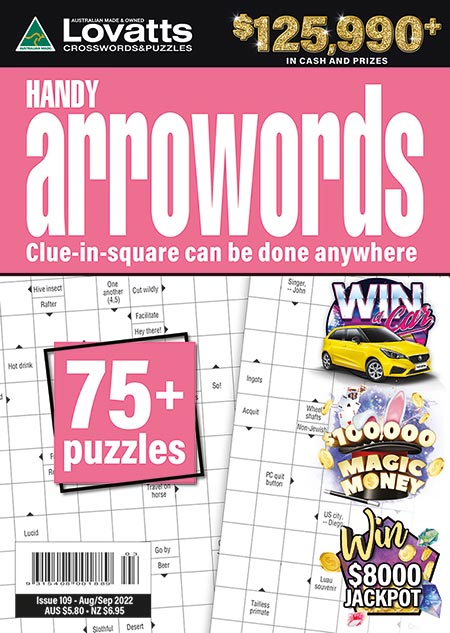 AUSTRALIAN MADE & OWNED
Lovatts
CROSSWORDS&PUZZLES
AUSTRALIAN MADE
$125,990+
IN CASH AND PRIZES
HANDY
arrowords
Clue-in-square can be done anywhere
Hive insect
Rafter
One
another
(4,5)
Cut wildly
Facilitate
Hey there!
Hot drink
So!
75+
puzzles
Travel on
horse
Lucid
Go by
Beer
Slothful
Desert
Singer,
-- John
Ingots
Acquit
Wheel
shafts
Non-Jewish
PC quit
button
US city,
-- Diego
Luau
souvenir
Tailless
primate
WIN
a Car
$100,000
MAGIC
MONEY
Win
$8000
JACKPOT
03
9315408001889
Issue 109 - Aug/Sep 2022
AUS $5.80 - NZ $6.95